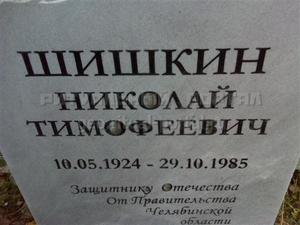 ШИШКИН
НИКОЛАЙ
ТИМОФЕЕВИЧ
10.05.1924 - 29.10.1985
Защитнику Отечества
От Правительства
Челябинской
области